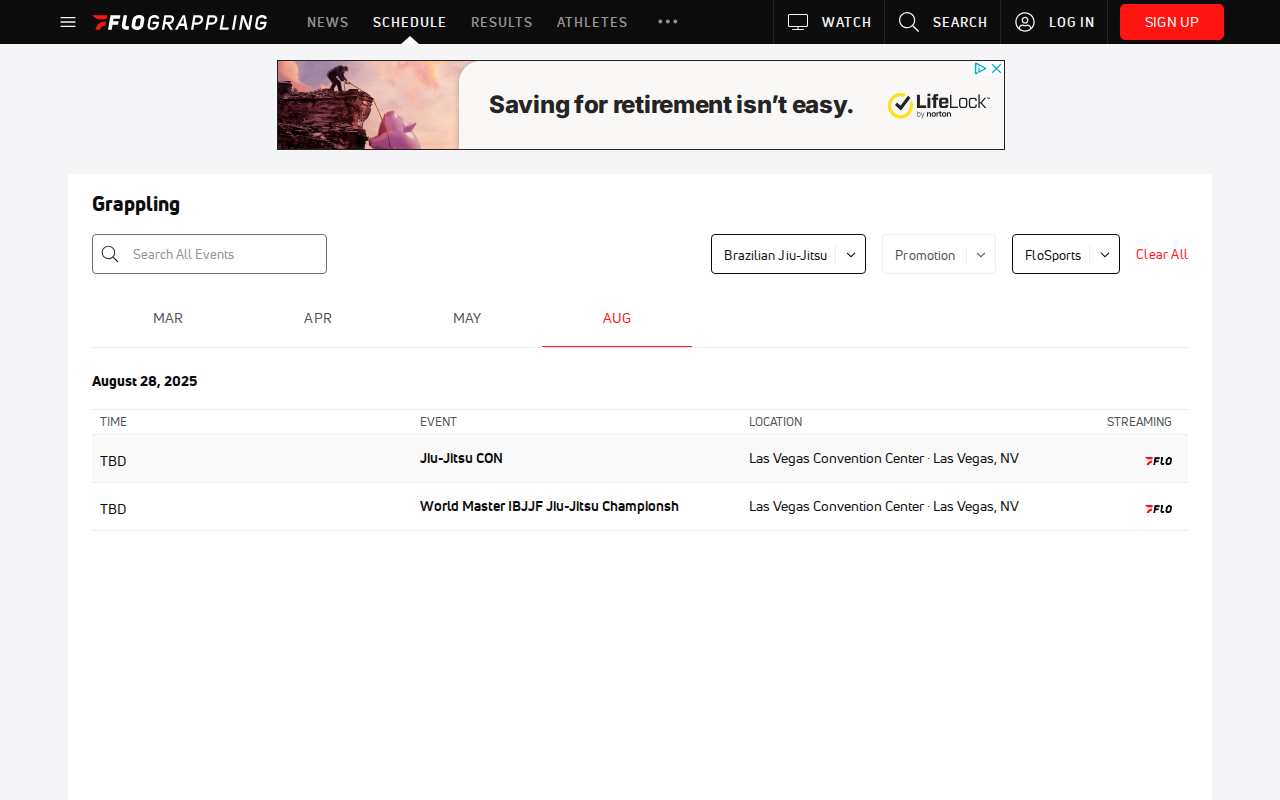 FLOGRAPPLING NEWS SCHEDULE RESULTS ATHLETES WATCH SEARCH LOG IN SIGN UP
Saving for retirement isn't easy.
LifeLock™
by norton
Grappling
Search All Events
Brazilian Jiu-Jitsu
Promotion
FloSports
Clear All
MAR APR MAY AUG
August 28, 2025
TIME EVENT LOCATION STREAMING
TBD Jiu-Jitsu CON Las Vegas Convention Center · Las Vegas, NV FLO
TBD World Master IBJJF Jiu-Jitsu Championsh Las Vegas Convention Center · Las Vegas, NV FLO